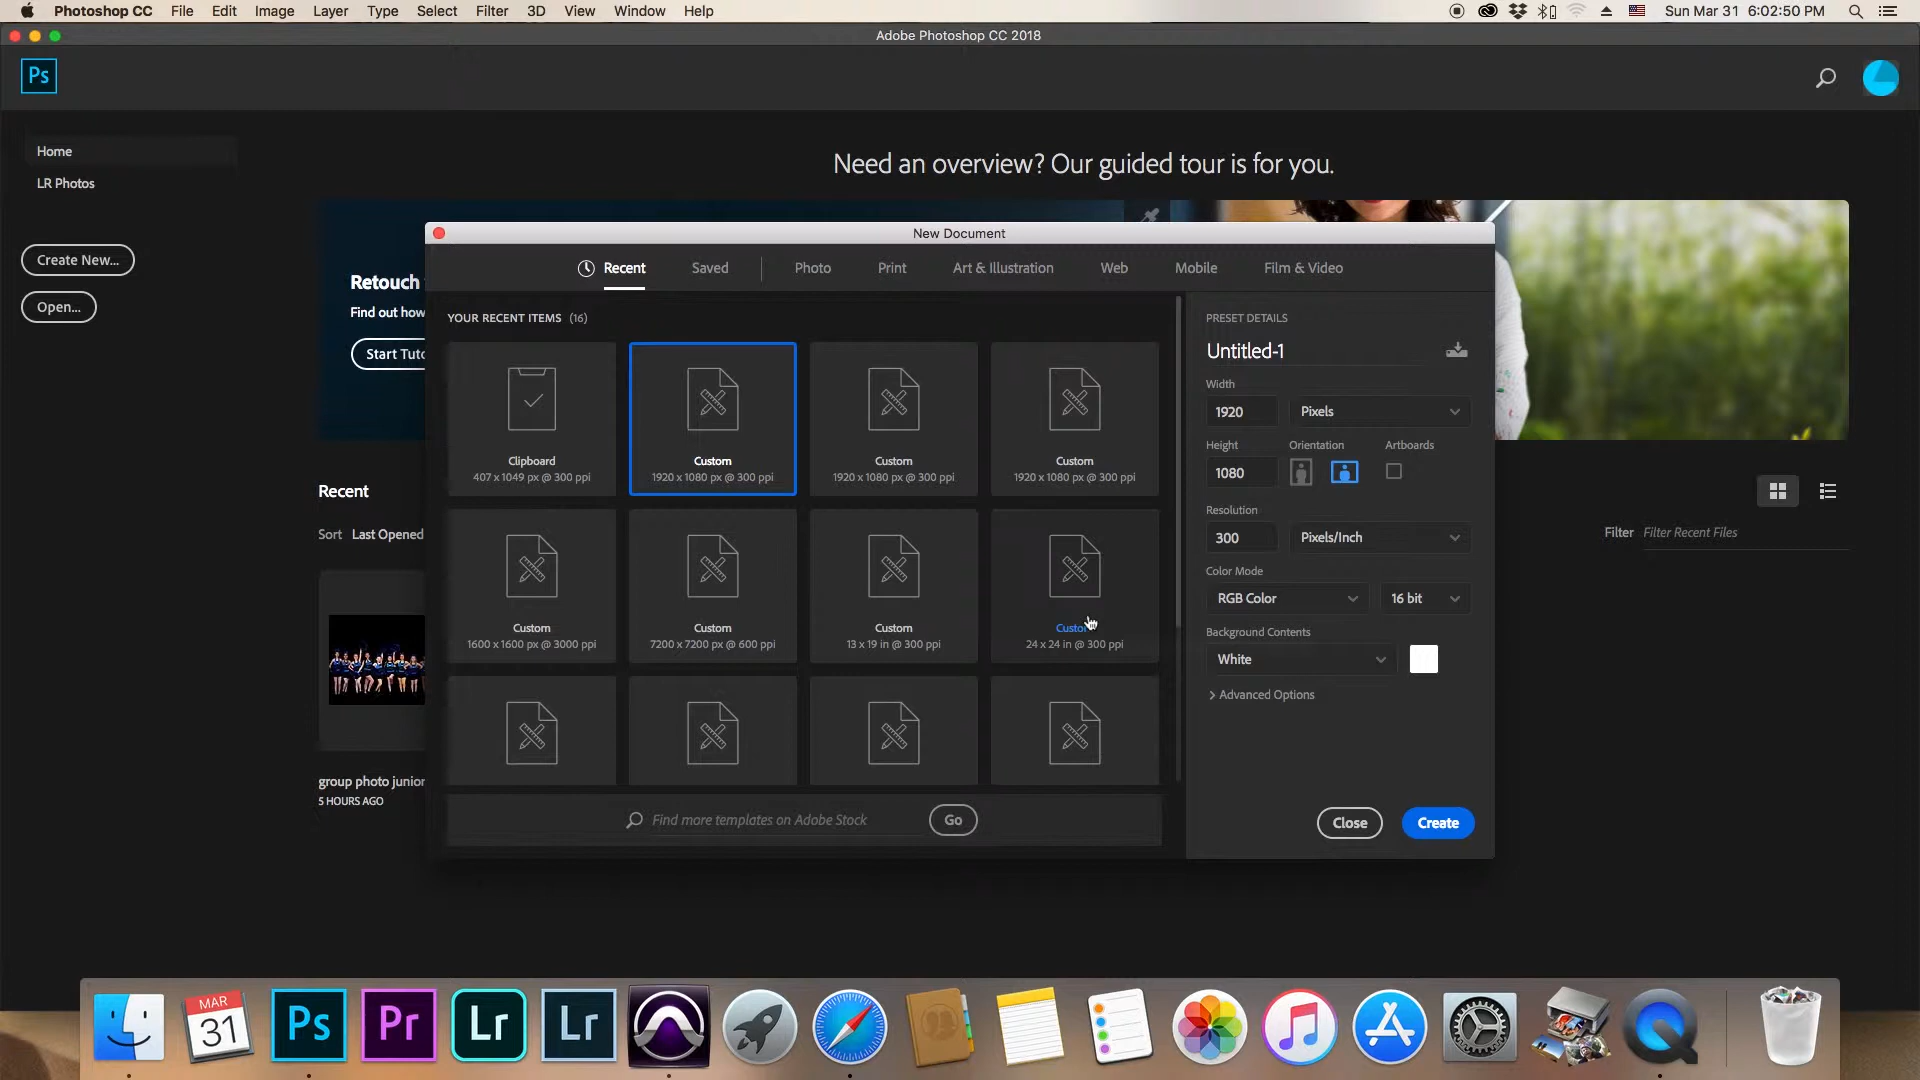 Photoshop CC File Edit Image Layer Type Select Filter 3D View Window Help Sun Mar 31 6:02:50 PM
Adobe Photoshop CC 2018
Ps
Home
LR Photos
Create New...
Open...
Need an overview? Our guided tour is for you.
Retouch
Find out how
Start Tuto
New Document
Recent Saved Photo Print Art & Illustration Web Mobile Film & Video
YOUR RECENT ITEMS (16)
Clipboard
407 x 1049 px @ 300 ppi
Custom
1920 x 1080 px @ 300 ppi
Custom
1920 x 1080 px @ 300 ppi
Custom
1920 x 1080 px @ 300 ppi
Custom
1600 x 1600 px @ 3000 ppi
Custom
7200 x 7200 px @ 600 ppi
Custom
13 x 19 in @ 300 ppi
Custom
24 x 24 in @ 300 ppi
Find more templates on Adobe Stock Go
PRESET DETAILS
Untitled-1
Width
1920 Pixels
Height Orientation Artboards
1080
Resolution
300 Pixels/Inch
Color Mode
RGB Color 16 bit
Background Contents
White
Advanced Options
Close Create
Recent
Sort Last Opened
Filter Filter Recent Files
group photo junior
5 HOURS AGO
MAR
31
Ps Pr Lr Lr